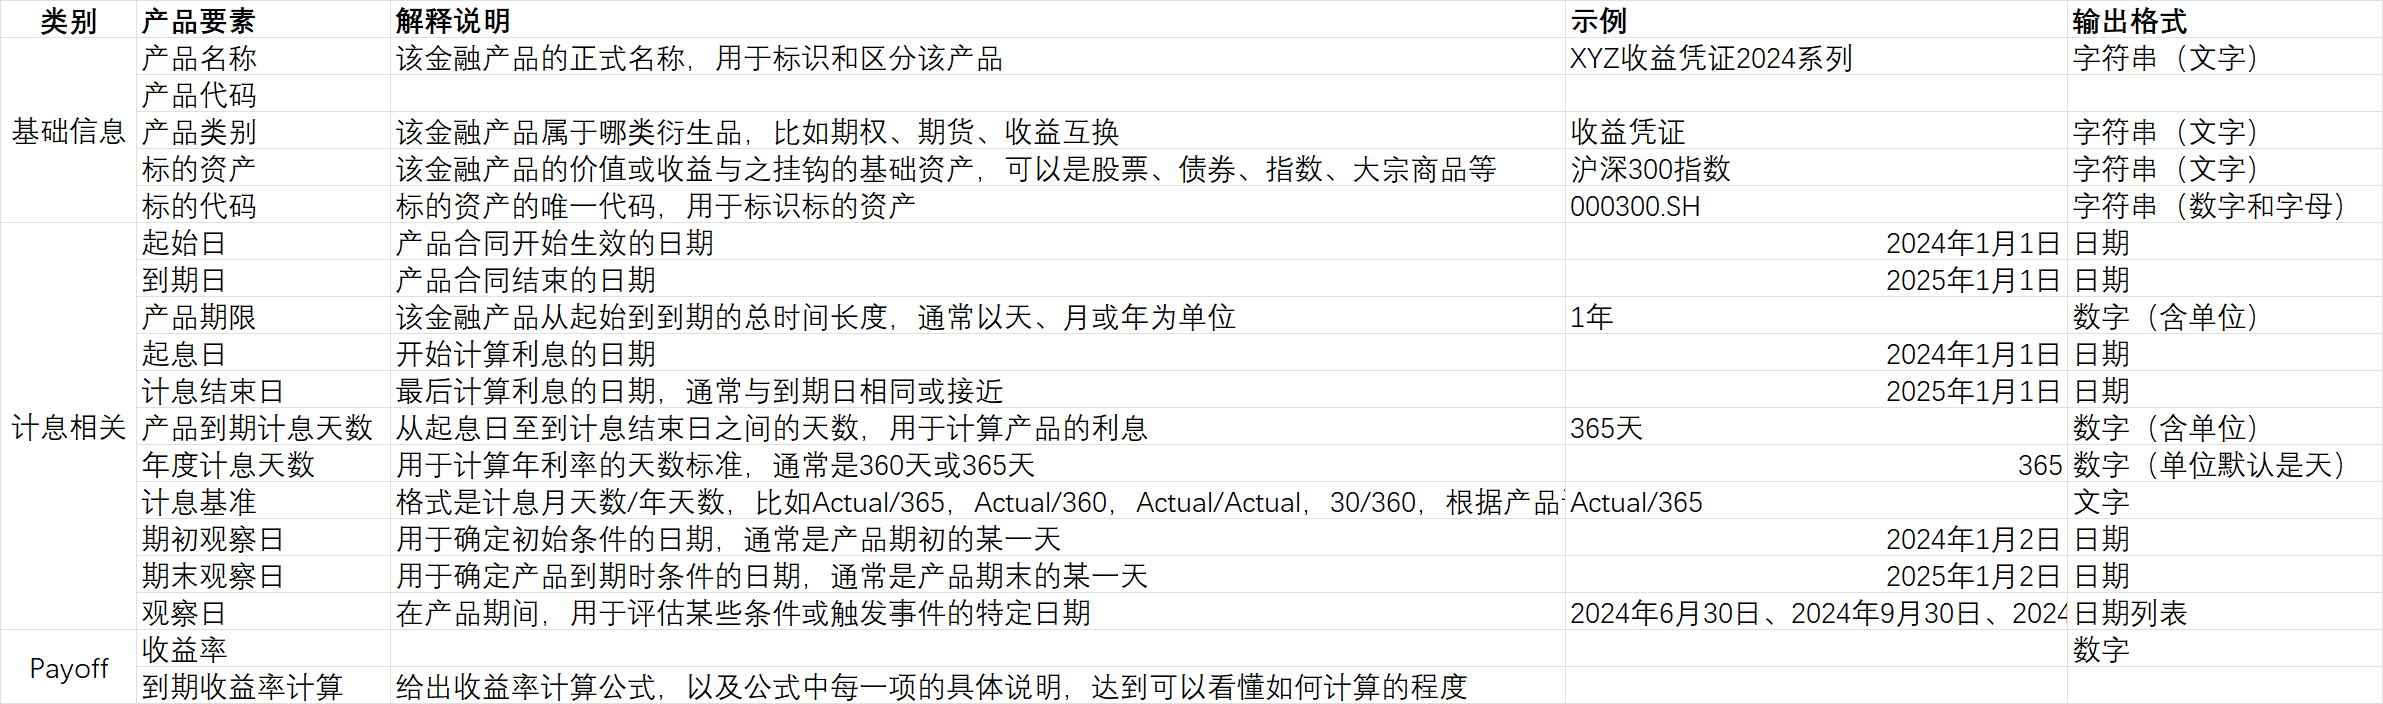 类别 产品要素 解释说明 示例 输出格式
产品名称 该金融产品的正式名称，用于标识和区分该产品 XYZ收益凭证2024系列 字符串（文字）
产品代码
基础信息 产品类别 该金融产品属于哪类衍生品，比如期权、期货、收益互换 收益凭证 字符串（文字）
标的资产 该金融产品的价值或收益与之挂钩的基础资产，可以是股票、债券、指数、大宗商品等 沪深300指数 字符串（文字）
标的代码 标的资产的唯一代码，用于标识标的资产 000300.SH 字符串（数字和字母）
起始日 产品合同开始生效的日期 2024年1月1日 日期
到期日 产品合同结束的日期 2025年1月1日 日期
产品期限 该金融产品从起始到到期的总时间长度，通常以天、月或年为单位 1年 数字（含单位）
起息日 开始计算利息的日期 2024年1月1日 日期
计息结束日 最后计算利息的日期，通常与到期日相同或接近 2025年1月1日 日期
计息相关 产品到期计息天数 从起息日至到计息结束日之间的天数，用于计算产品的利息 365天 数字（含单位）
年度计息天数 用于计算年利率的天数标准，通常是360天或365天 365 数字（单位默认是天）
计息基准 格式是计息月天数/年天数，比如Actual/365，Actual/360，Actual/Actual，30/360，根据产品 Actual/365 文字
期初观察日 用于确定初始条件的日期，通常是产品期初的某一天 2024年1月2日 日期
期末观察日 用于确定产品到期时条件的日期，通常是产品期末的某一天 2025年1月2日 日期
观察日 在产品期间，用于评估某些条件或触发事件的特定日期 2024年6月30日、2024年9月30日、2024 日期列表
收益率 数字
Payoff
到期收益率计算 给出收益率计算公式，以及公式中每一项的具体说明，达到可以看懂如何计算的程度